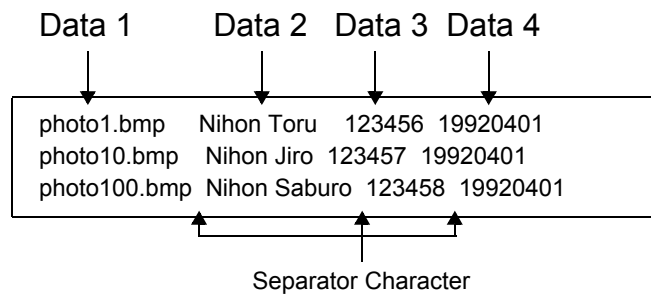 Data 1 Data 2 Data 3 Data 4
photo1.bmp Nihon Toru 123456 19920401
photo10.bmp Nihon Jiro 123457 19920401
photo100.bmp Nihon Saburo 123458 19920401
Separator Character